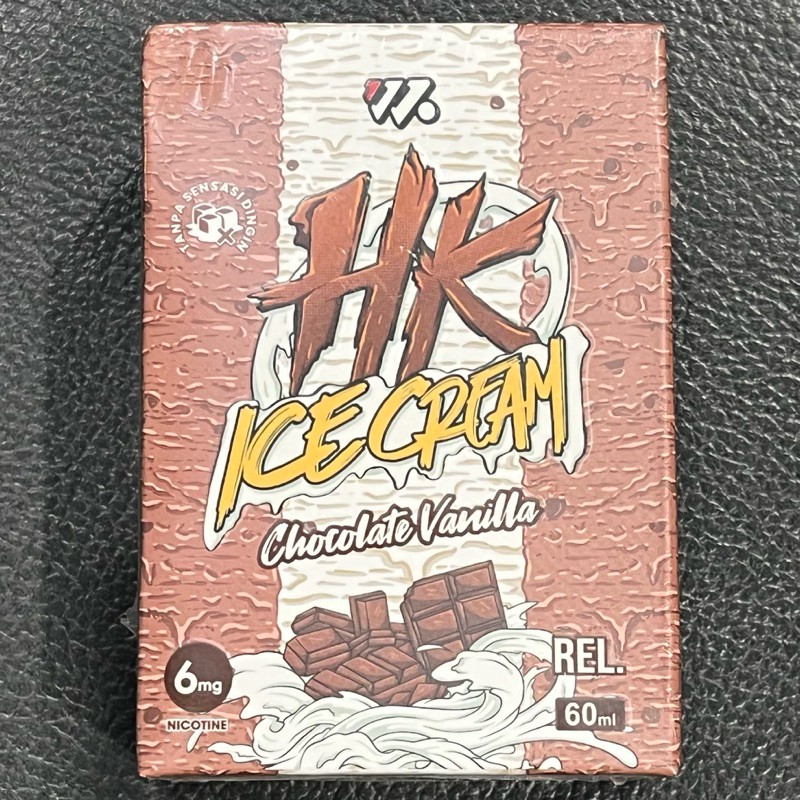 TANPA SENSASI DINGIN
HK
ICE CREAM
Chocolate Vanilla
6mg
NICOTINE
REL.
60ml